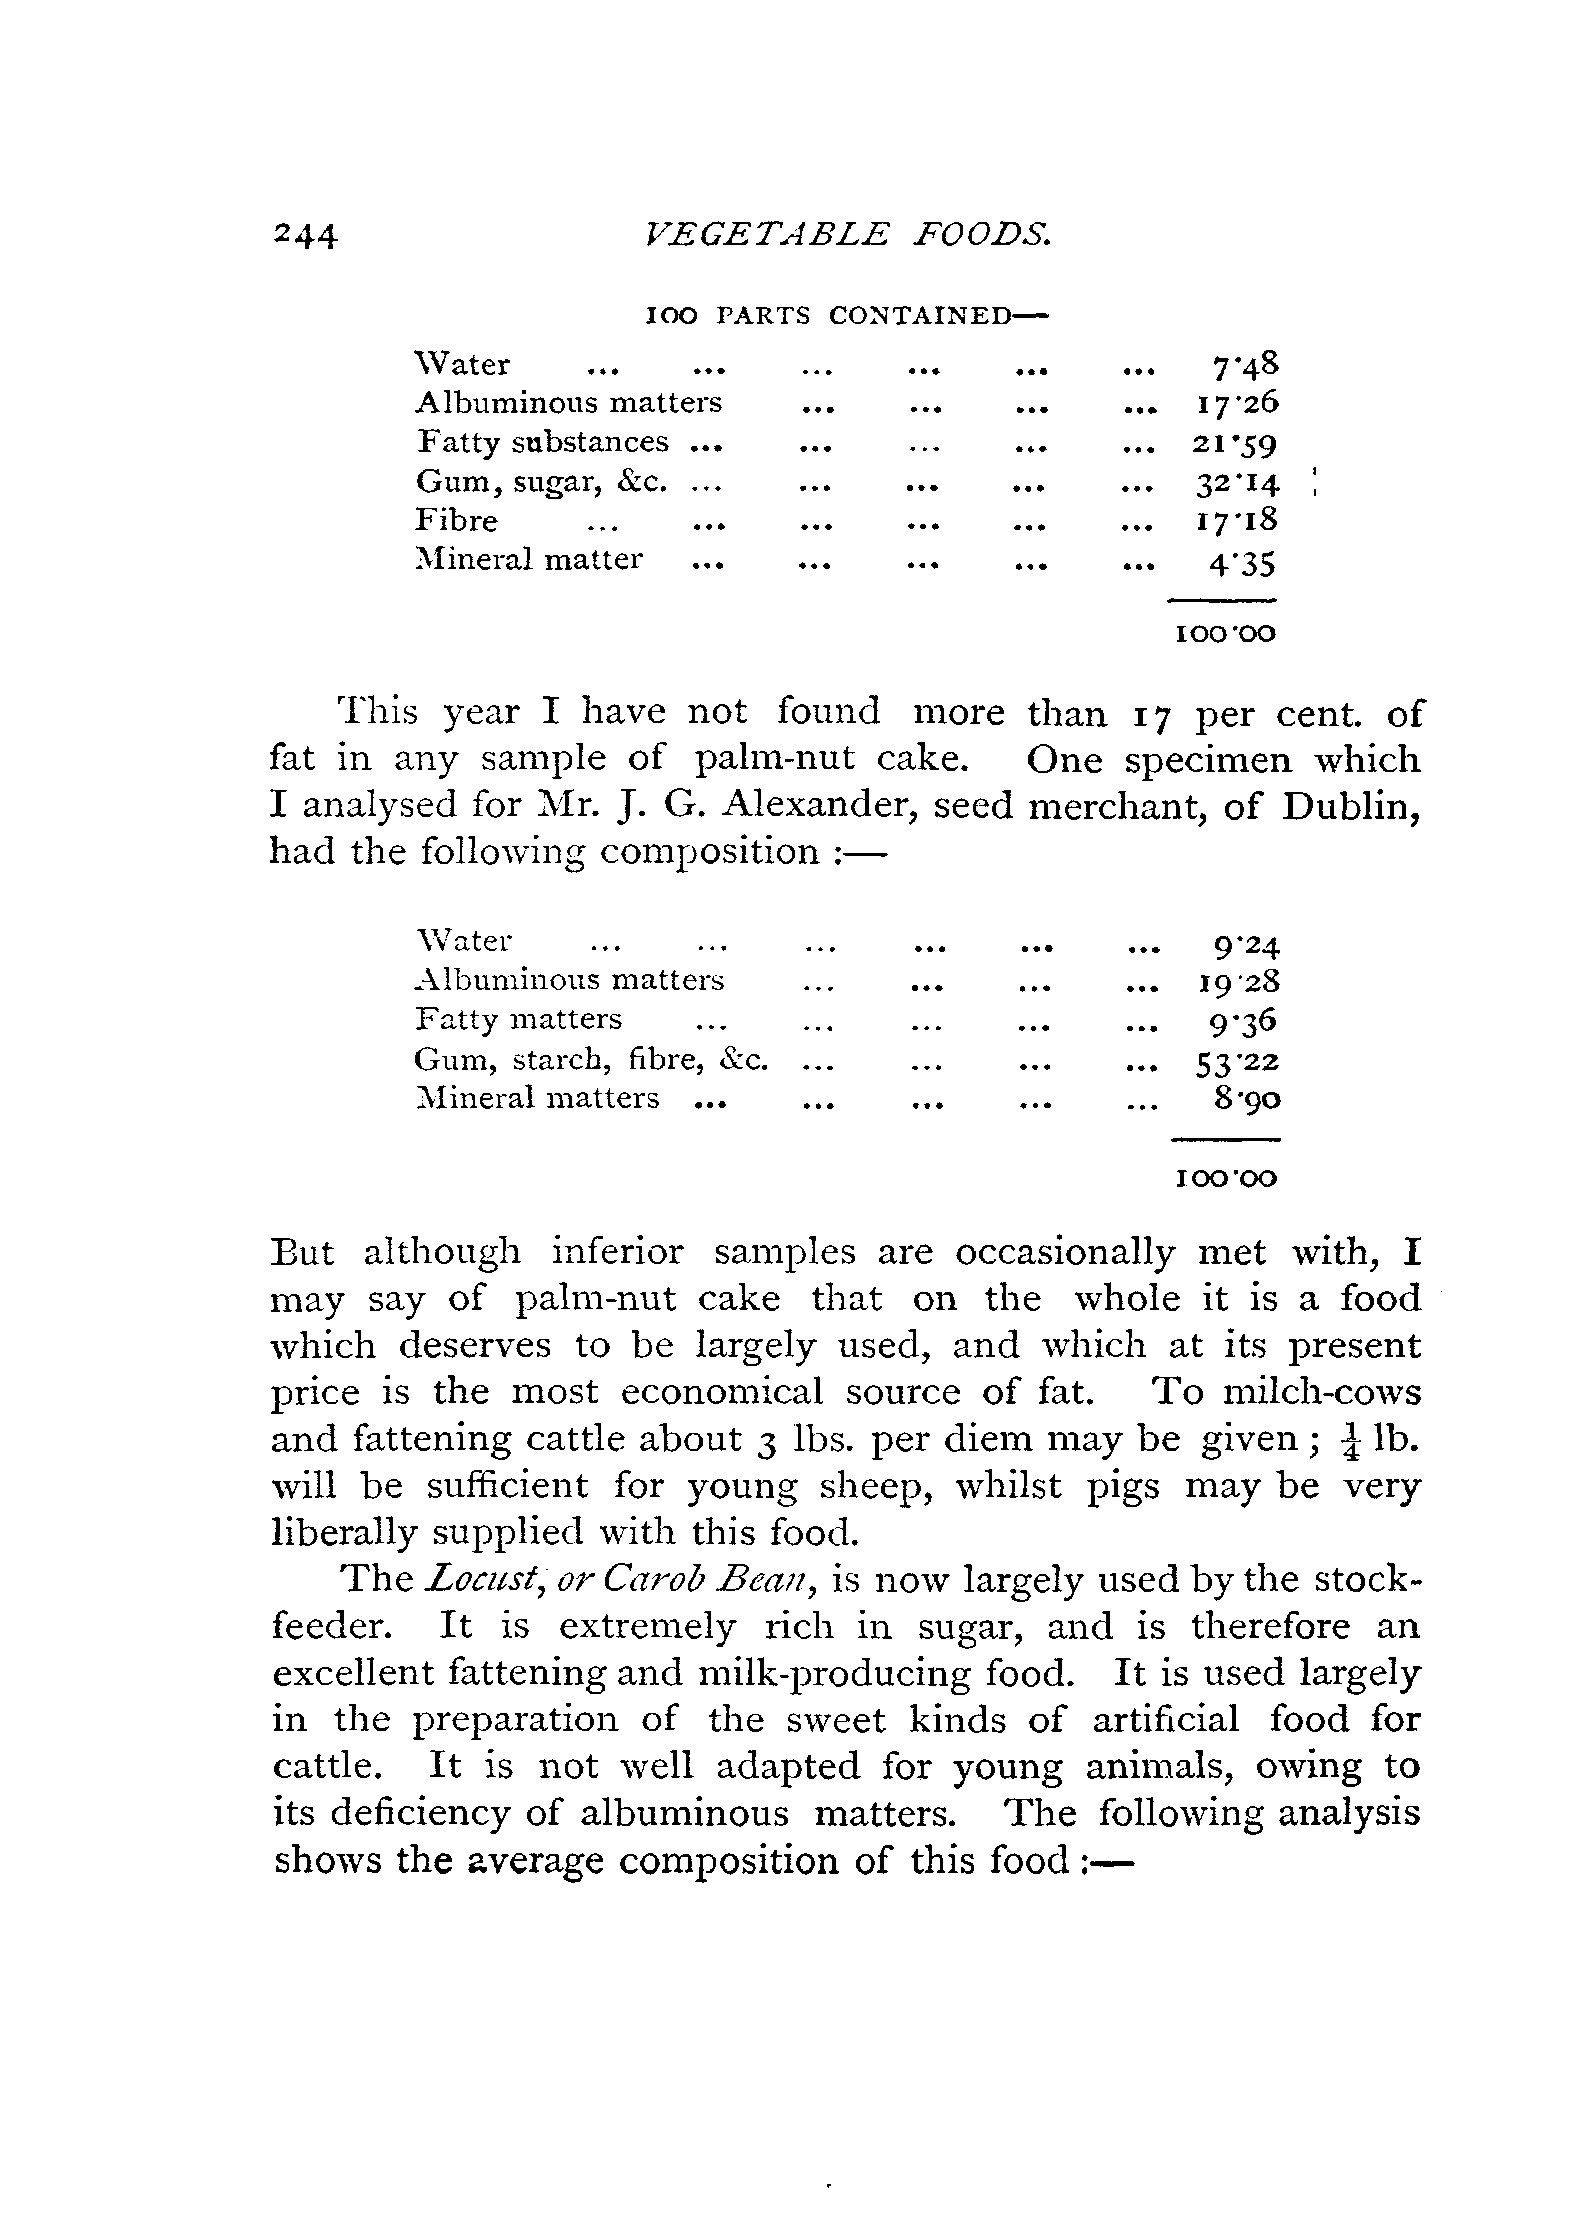 244 VEGETABLE FOODS.
100 PARTS CONTAINED—
Water ... ... ... ... ... ... 7·48
Albuminous matters ... ... ... ... 17·26
Fatty substances ... ... ... ... ... 21·59
Gum, sugar, &c. ... ... ... ... ... 32·14
Fibre ... ... ... ... ... ... 17·18
Mineral matter ... ... ... ... ... 4·35
100·00
This year I have not found more than 17 per cent. of
fat in any sample of palm-nut cake. One specimen which
I analysed for Mr. J. G. Alexander, seed merchant, of Dublin,
had the following composition :—
Water ... ... ... ... ... ... 9·24
Albuminous matters ... ... ... ... 19·28
Fatty matters ... ... ... ... ... 9·36
Gum, starch, fibre, &c. ... ... ... ... 53·22
Mineral matters ... ... ... ... ... 8·90
100·00
But although inferior samples are occasionally met with, I
may say of palm-nut cake that on the whole it is a food
which deserves to be largely used, and which at its present
price is the most economical source of fat. To milch-cows
and fattening cattle about 3 lbs. per diem may be given ; ¼ lb.
will be sufficient for young sheep, whilst pigs may be very
liberally supplied with this food.
The Locust, or Carob Bean, is now largely used by the stock-
feeder. It is extremely rich in sugar, and is therefore an
excellent fattening and milk-producing food. It is used largely
in the preparation of the sweet kinds of artificial food for
cattle. It is not well adapted for young animals, owing to
its deficiency of albuminous matters. The following analysis
shows the average composition of this food :—